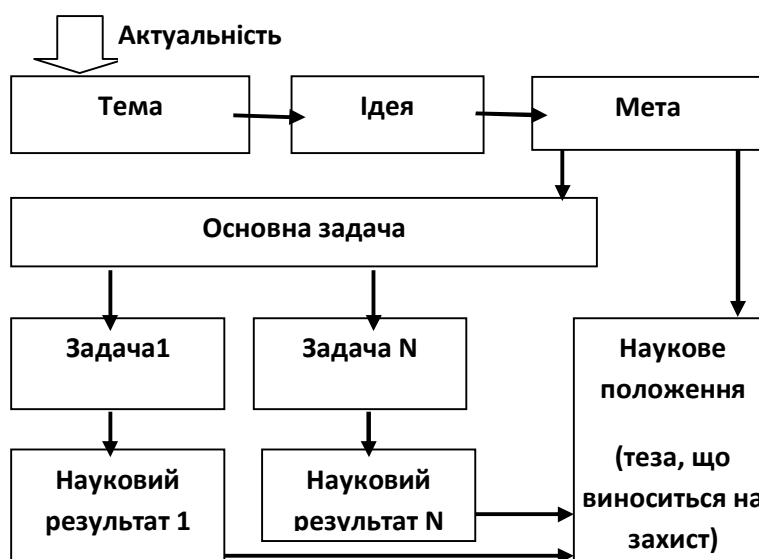 Актуальність
Тема
Ідея
Мета
Основна задача
Задача1
Задача N
Наукове
положення
(теза, що
виноситься на
захист)
Науковий
результат 1
Науковий
результат N